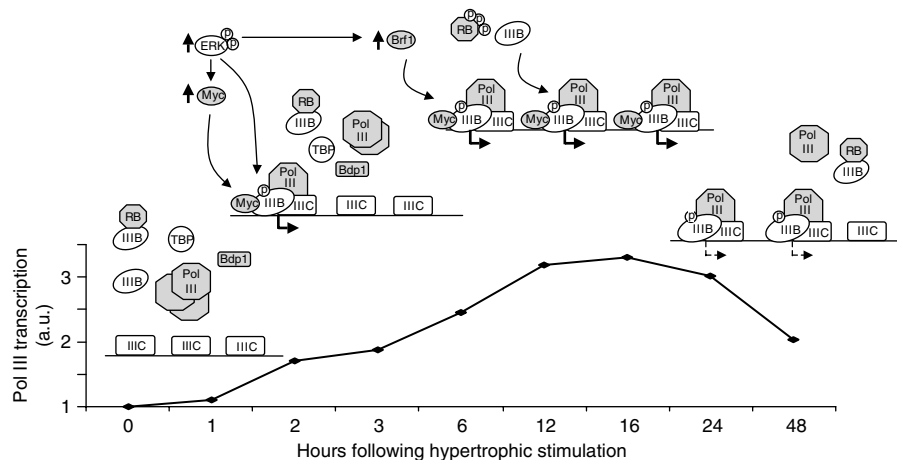 p
p
ERK
Brf1
p
p
p
RB
IIIB
Myc
RB
IIIB
Pol
III
TBP
Bdp1
Pol
III
p
Myc
IIIB
IIIC
Pol
III
p
Myc
IIIB
IIIC
Pol
III
p
Myc
IIIB
IIIC
Pol
III
p
Myc
IIIB
IIIC
IIIC
IIIC
Pol
III
RB
IIIB
Pol
III
p
IIIB
IIIC
Pol
III
p
IIIB
IIIC
IIIC
RB
IIIB
TBP
Bdp1
IIIB
Pol
III
IIIC
IIIC
IIIC
Pol III transcription
(a.u.)
3
2
1
0 1 2 3 6 12 16 24 48
Hours following hypertrophic stimulation